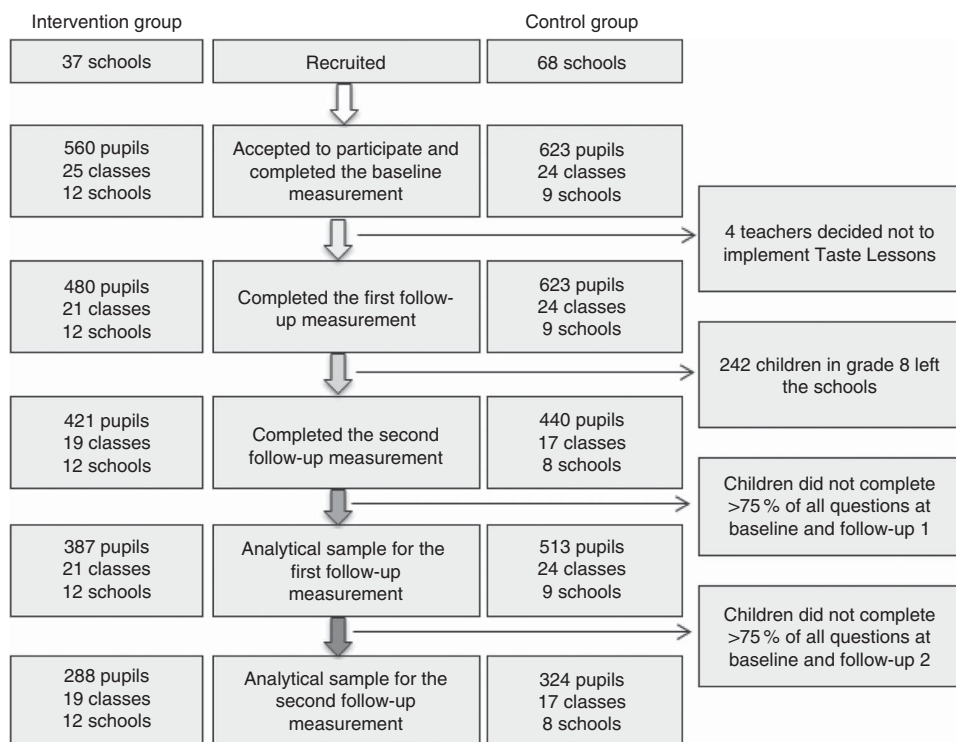 Intervention group
Control group
37 schools
Recruited
68 schools
560 pupils
25 classes
12 schools
Accepted to participate and
completed the baseline
measurement
623 pupils
24 classes
9 schools
4 teachers decided not to
implement Taste Lessons
480 pupils
21 classes
12 schools
Completed the first follow-
up measurement
623 pupils
24 classes
9 schools
242 children in grade 8 left
the schools
421 pupils
19 classes
12 schools
Completed the second
follow-up measurement
440 pupils
17 classes
8 schools
Children did not complete
>75 % of all questions at
baseline and follow-up 1
387 pupils
21 classes
12 schools
Analytical sample for the
first follow-up
measurement
513 pupils
24 classes
9 schools
Children did not complete
>75 % of all questions at
baseline and follow-up 2
288 pupils
19 classes
12 schools
Analytical sample for the
second follow-up
measurement
324 pupils
17 classes
8 schools